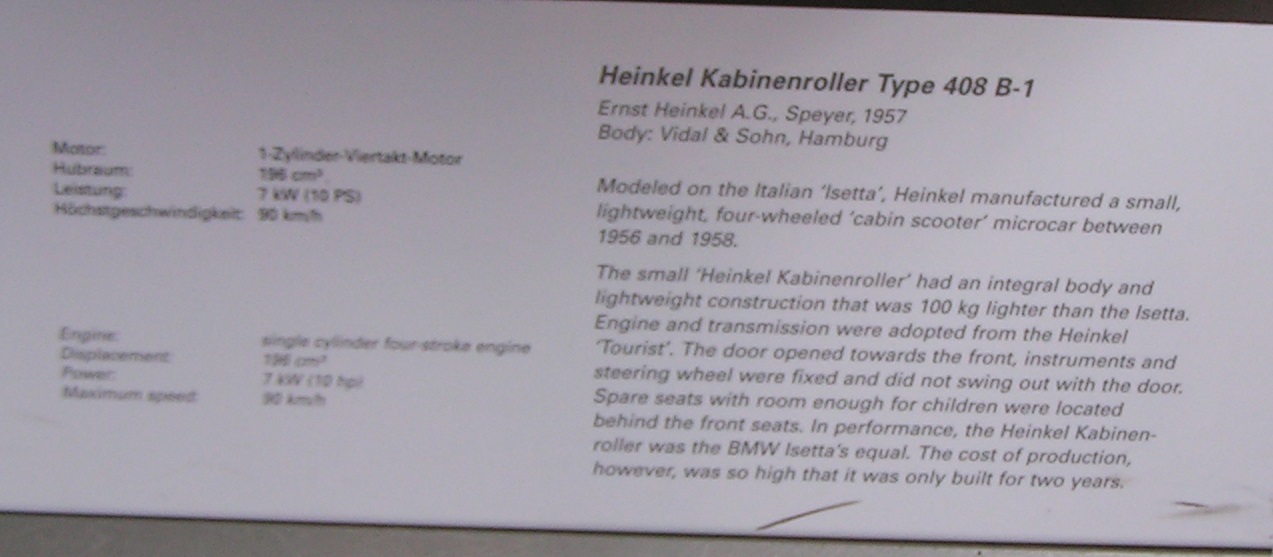 Motor: 1-Zylinder-Viertakt-Motor
Hubraum: 196 cm³
Leistung: 7 kW (10 PS)
Höchstgeschwindigkeit: 90 km/h
Engine: single cylinder four-stroke engine
Displacement: 196 cm³
Power: 7 kW (10 hp)
Maximum speed: 90 km/h
Heinkel Kabinenroller Type 408 B-1
Ernst Heinkel A.G., Speyer, 1957
Body: Vidal & Sohn, Hamburg
Modeled on the Italian 'Isetta', Heinkel manufactured a small,
lightweight, four-wheeled 'cabin scooter' microcar between
1956 and 1958.
The small 'Heinkel Kabinenroller' had an integral body and
lightweight construction that was 100 kg lighter than the Isetta.
Engine and transmission were adopted from the Heinkel
'Tourist'. The door opened towards the front, instruments and
steering wheel were fixed and did not swing out with the door.
Spare seats with room enough for children were located
behind the front seats. In performance, the Heinkel Kabinen-
roller was the BMW Isetta's equal. The cost of production,
however, was so high that it was only built for two years.